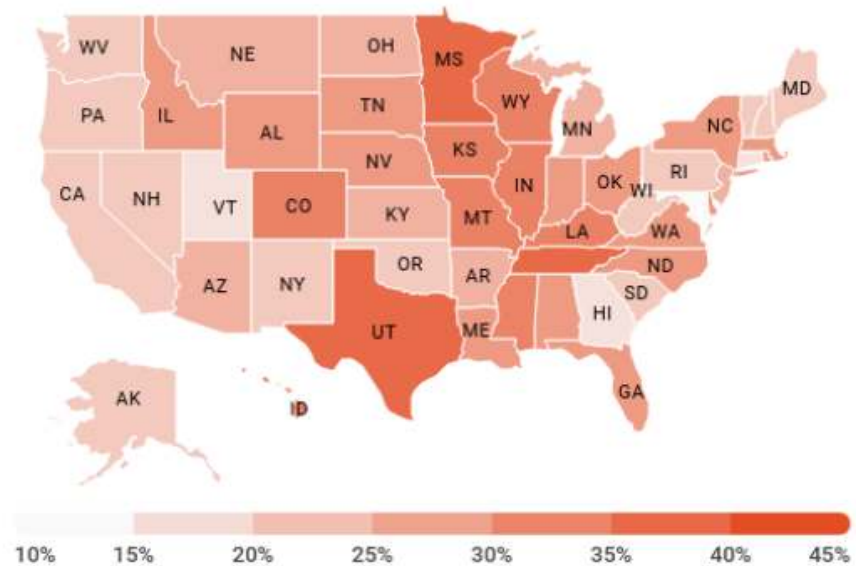 WV
NE
OH
MS
MD
PA
IL
AL
TN
WY
MN
NC
CA
NH
VT
CO
NV
KS
IN
OK
WI
RI
KY
MT
LA
WA
AZ
NY
OR
AR
ND
SD
UT
ME
HI
GA
AK
ID
10% 15% 20% 25% 30% 35% 40% 45%